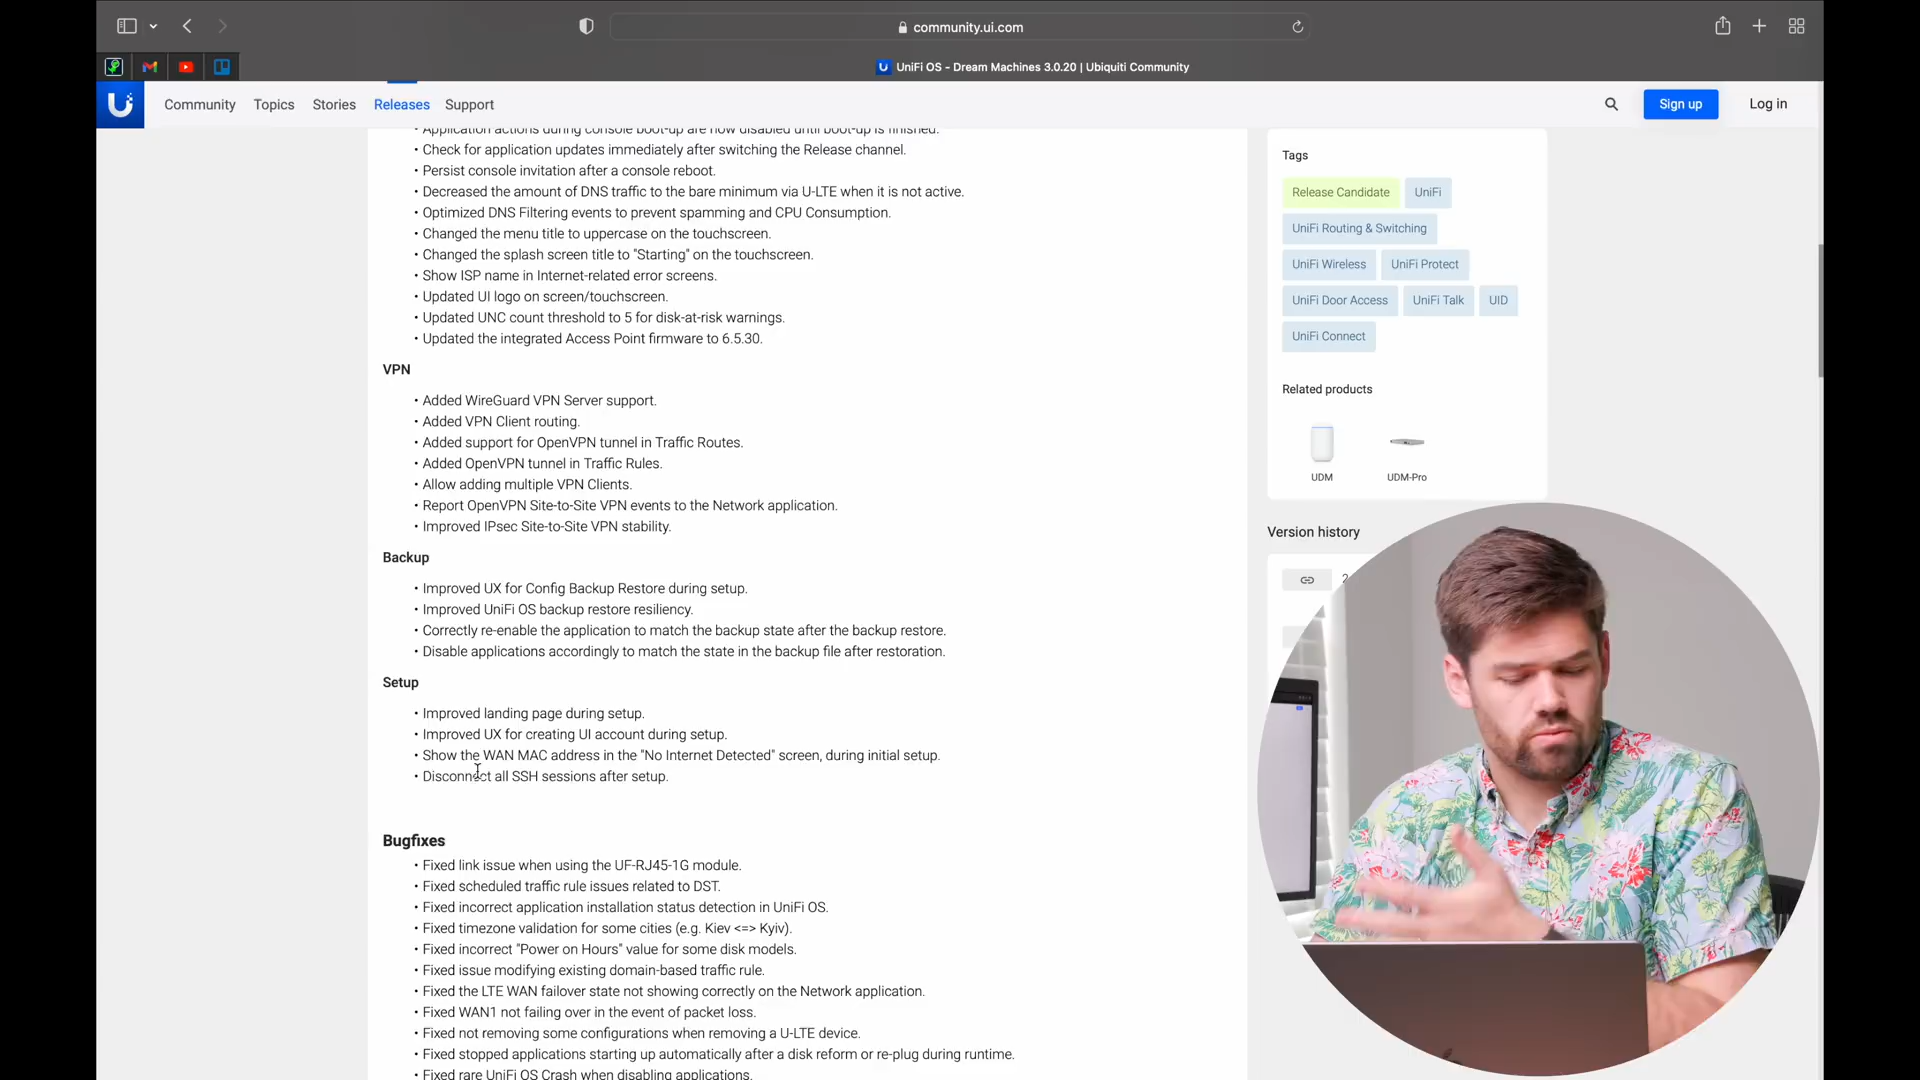 community.ui.com
UniFi OS - Dream Machines 3.0.20 | Ubiquiti Community
Community Topics Stories Releases Support
Sign up
Log in
• Application actions during console boot-up are now disabled until boot-up is finished.
• Check for application updates immediately after switching the Release channel.
• Persist console invitation after a console reboot.
• Decreased the amount of DNS traffic to the bare minimum via U-LTE when it is not active.
• Optimized DNS Filtering events to prevent spamming and CPU Consumption.
• Changed the menu title to uppercase on the touchscreen.
• Changed the splash screen title to "Starting" on the touchscreen.
• Show ISP name in Internet-related error screens.
• Updated UI logo on screen/touchscreen.
• Updated UNC count threshold to 5 for disk-at-risk warnings.
• Updated the integrated Access Point firmware to 6.5.30.
VPN
• Added WireGuard VPN Server support.
• Added VPN Client routing.
• Added support for OpenVPN tunnel in Traffic Routes.
• Added OpenVPN tunnel in Traffic Rules.
• Allow adding multiple VPN Clients.
• Report OpenVPN Site-to-Site VPN events to the Network application.
• Improved IPsec Site-to-Site VPN stability.
Backup
• Improved UX for Config Backup Restore during setup.
• Improved UniFi OS backup restore resiliency.
• Correctly re-enable the application to match the backup state after the backup restore.
• Disable applications accordingly to match the state in the backup file after restoration.
Setup
• Improved landing page during setup.
• Improved UX for creating UI account during setup.
• Show the WAN MAC address in the "No Internet Detected" screen, during initial setup.
• Disconnect all SSH sessions after setup.
Bugfixes
• Fixed link issue when using the UF-RJ45-1G module.
• Fixed scheduled traffic rule issues related to DST.
• Fixed incorrect application installation status detection in UniFi OS.
• Fixed timezone validation for some cities (e.g. Kiev <=> Kyiv).
• Fixed incorrect "Power on Hours" value for some disk models.
• Fixed issue modifying existing domain-based traffic rule.
• Fixed the LTE WAN failover state not showing correctly on the Network application.
• Fixed WAN1 not failing over in the event of packet loss.
• Fixed not removing some configurations when removing a U-LTE device.
• Fixed stopped applications starting up automatically after a disk reform or re-plug during runtime.
• Fixed rare UniFi OS Crash when disabling applications.
Tags
Release Candidate UniFi
UniFi Routing & Switching
UniFi Wireless UniFi Protect
UniFi Door Access UniFi Talk UID
UniFi Connect
Related products
UDM UDM-Pro
Version history
2